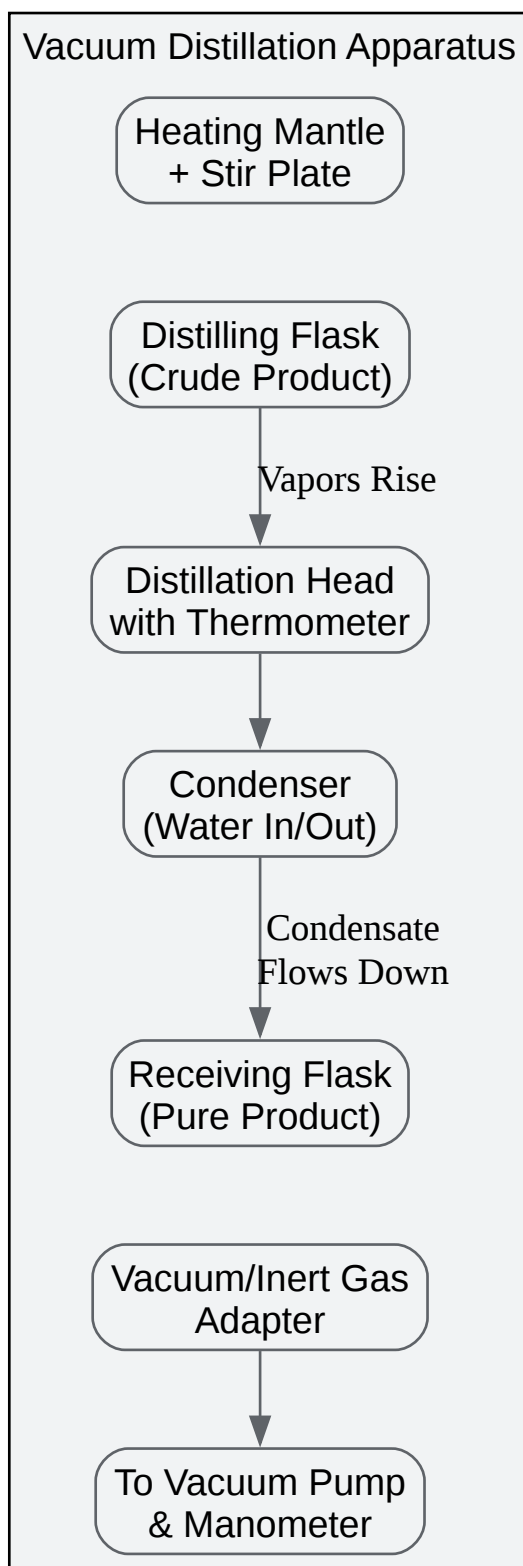 Vacuum Distillation Apparatus
Heating Mantle
+ Stir Plate
Distilling Flask
(Crude Product)
Vapors Rise
Distillation Head
with Thermometer
Condenser
(Water In/Out)
Condensate
Flows Down
Receiving Flask
(Pure Product)
Vacuum/Inert Gas
Adapter
To Vacuum Pump
& Manometer